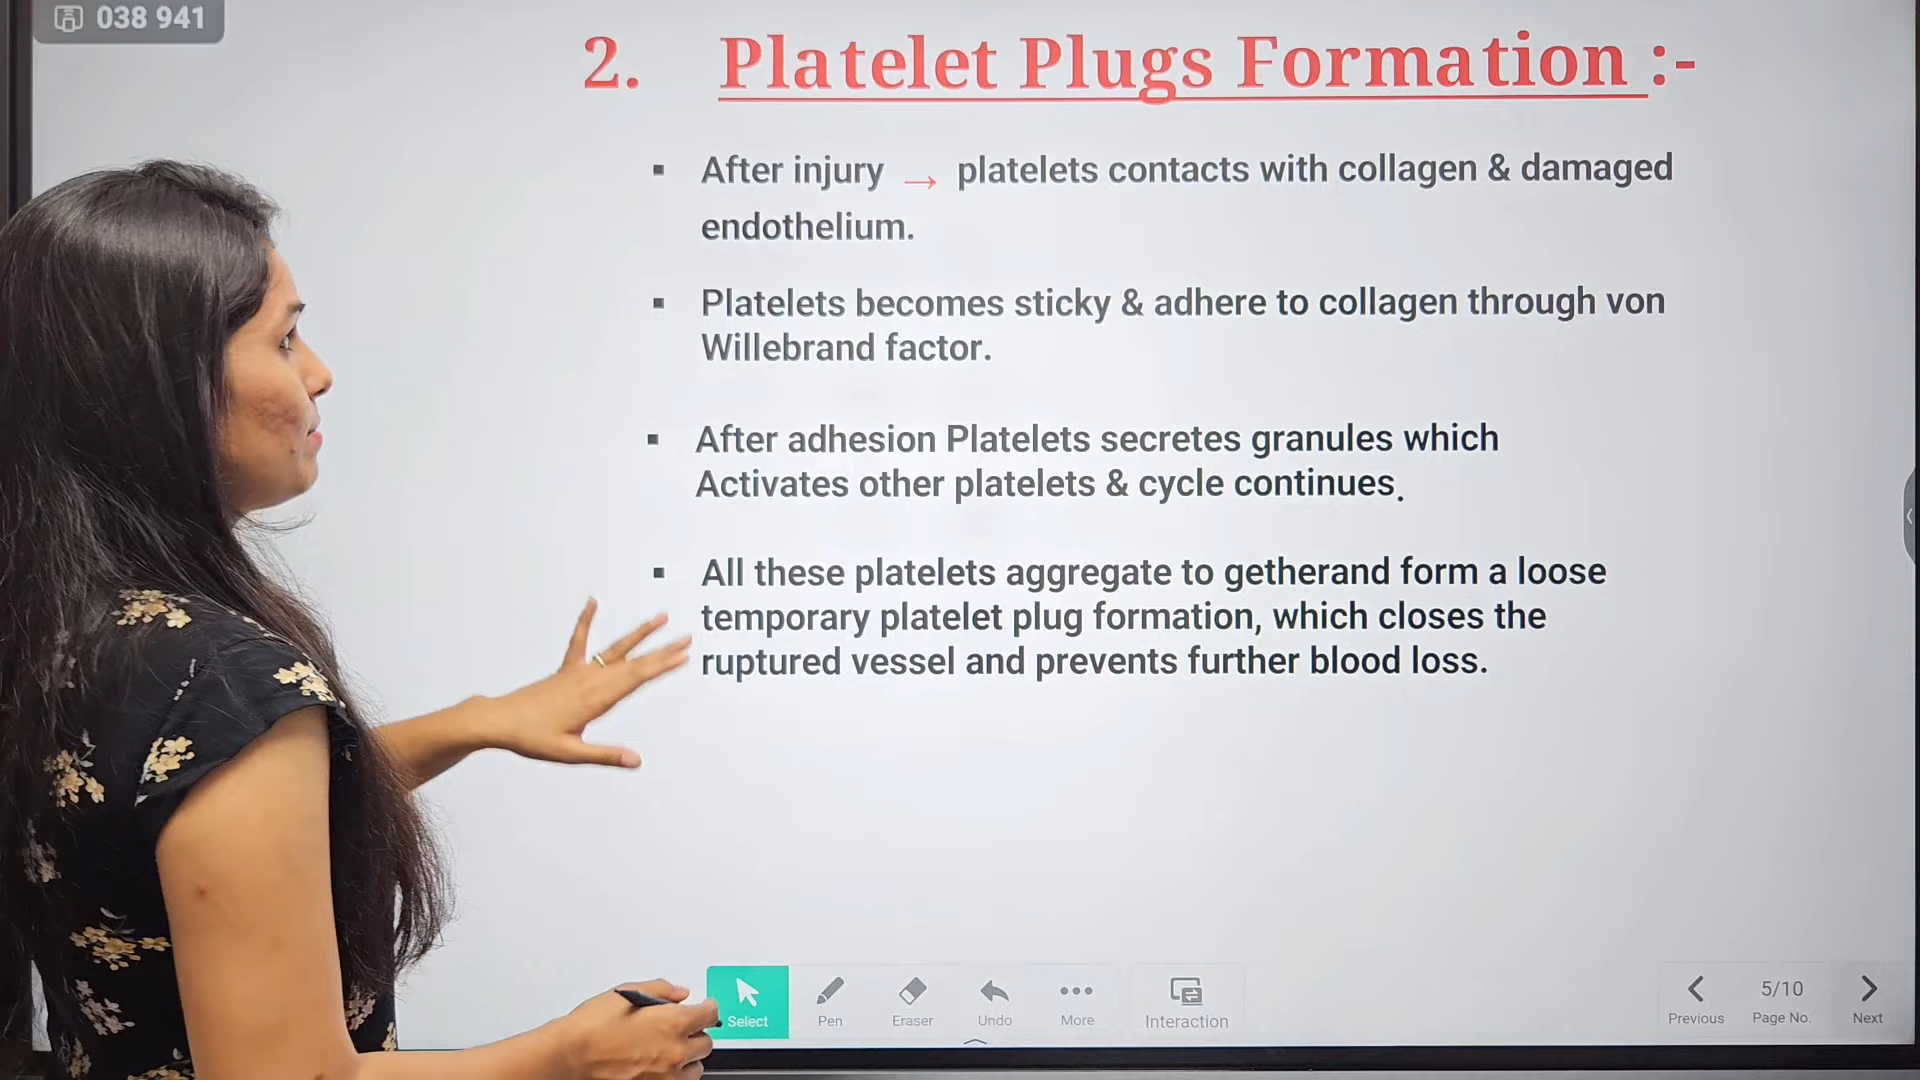 038 941
2. Platelet Plugs Formation :-
▪ After injury → platelets contacts with collagen & damaged
endothelium.
▪ Platelets becomes sticky & adhere to collagen through von
Willebrand factor.
▪ After adhesion Platelets secretes granules which
Activates other platelets & cycle continues.
▪ All these platelets aggregate to getherand form a loose
temporary platelet plug formation, which closes the
ruptured vessel and prevents further blood loss.
Select Pen Eraser Undo More Interaction
5/10
Previous Page No. Next